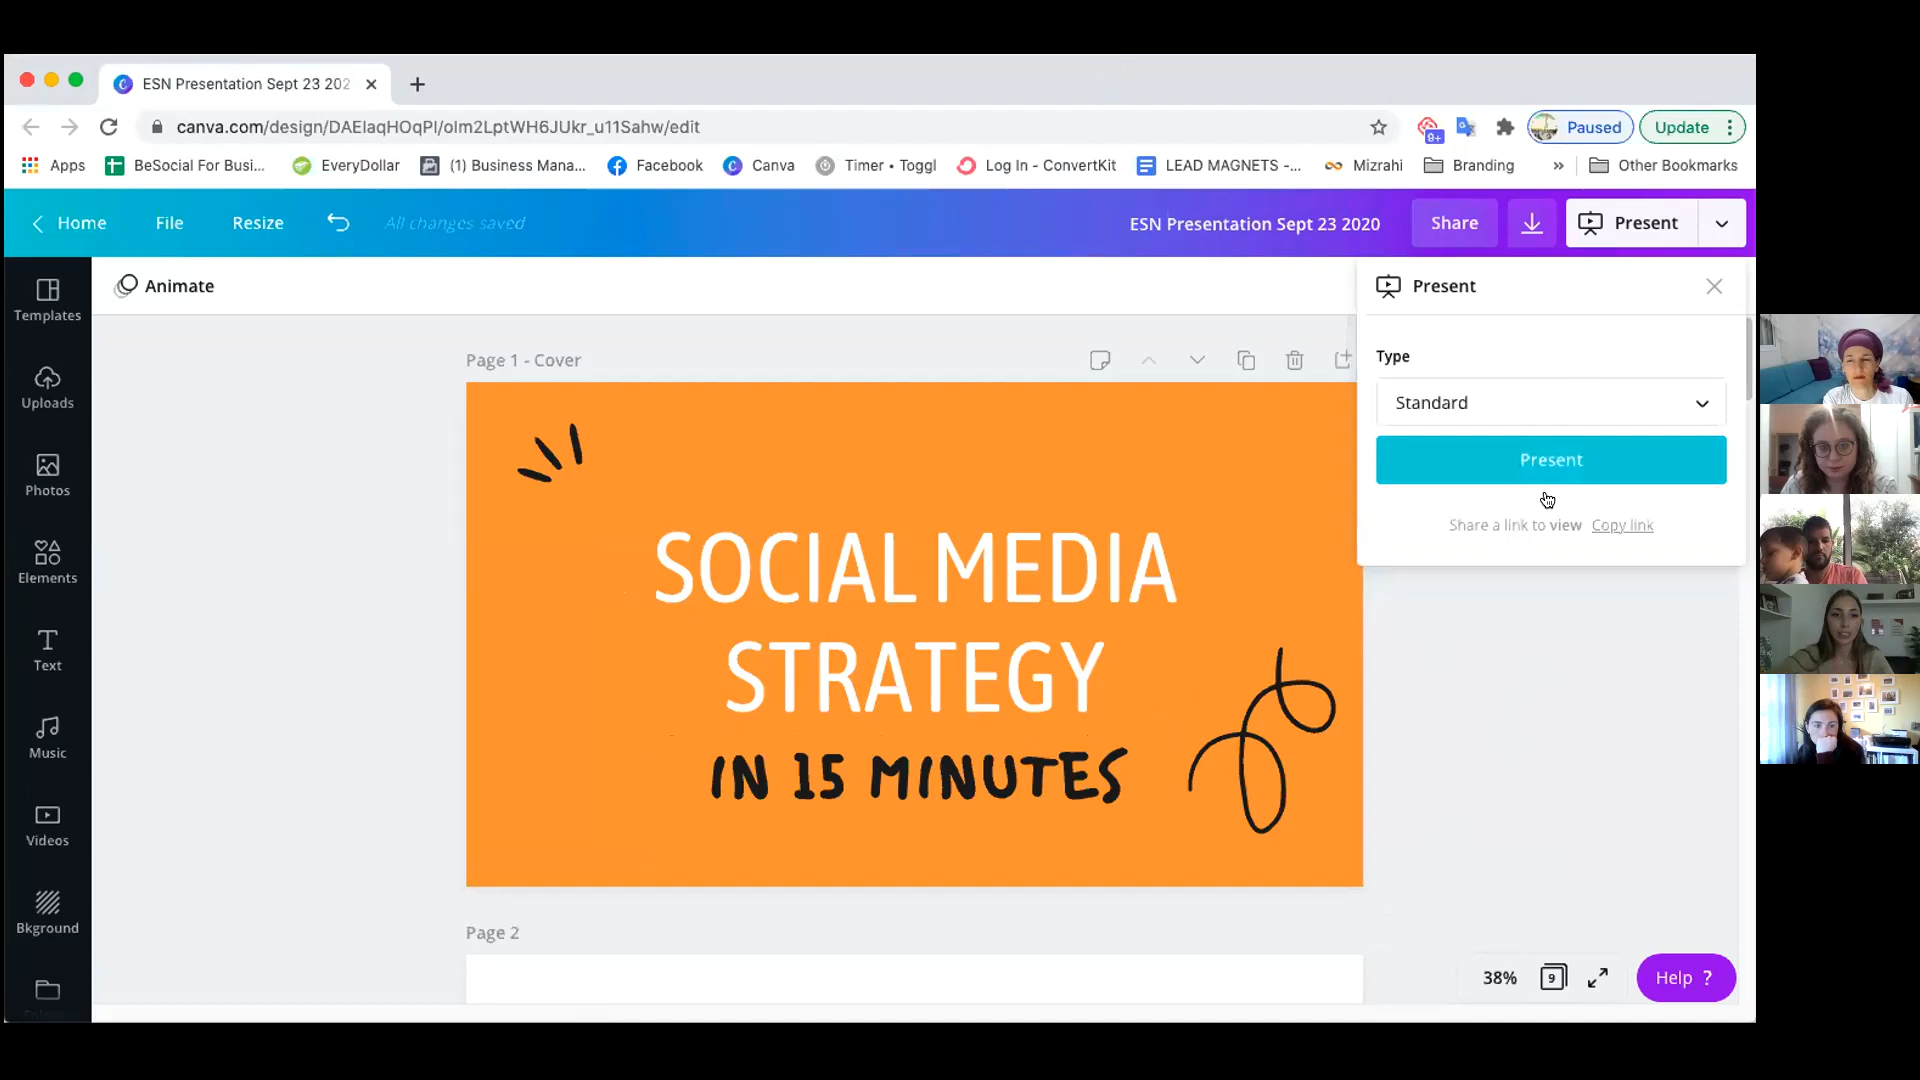 ESN Presentation Sept 23 202
canva.com/design/DAElaqHOqPI/oIm2LptWH6JUkr_u11Sahw/edit
9+
Paused
Update
Apps
BeSocial For Busi...
EveryDollar
(1) Business Mana...
Facebook
Canva
Timer • Toggl
Log In - ConvertKit
LEAD MAGNETS -...
Mizrahi
Branding
»
Other Bookmarks
Home
File
Resize
All changes saved
ESN Presentation Sept 23 2020
Share
Present
Animate
Present
Templates
Uploads
Photos
Elements
Text
Music
Videos
Bkground
Page 1 - Cover
Type
Standard
Present
Share a link to view Copy link
SOCIAL MEDIA
STRATEGY
IN 15 MINUTES
Page 2
38%
9
Help ?